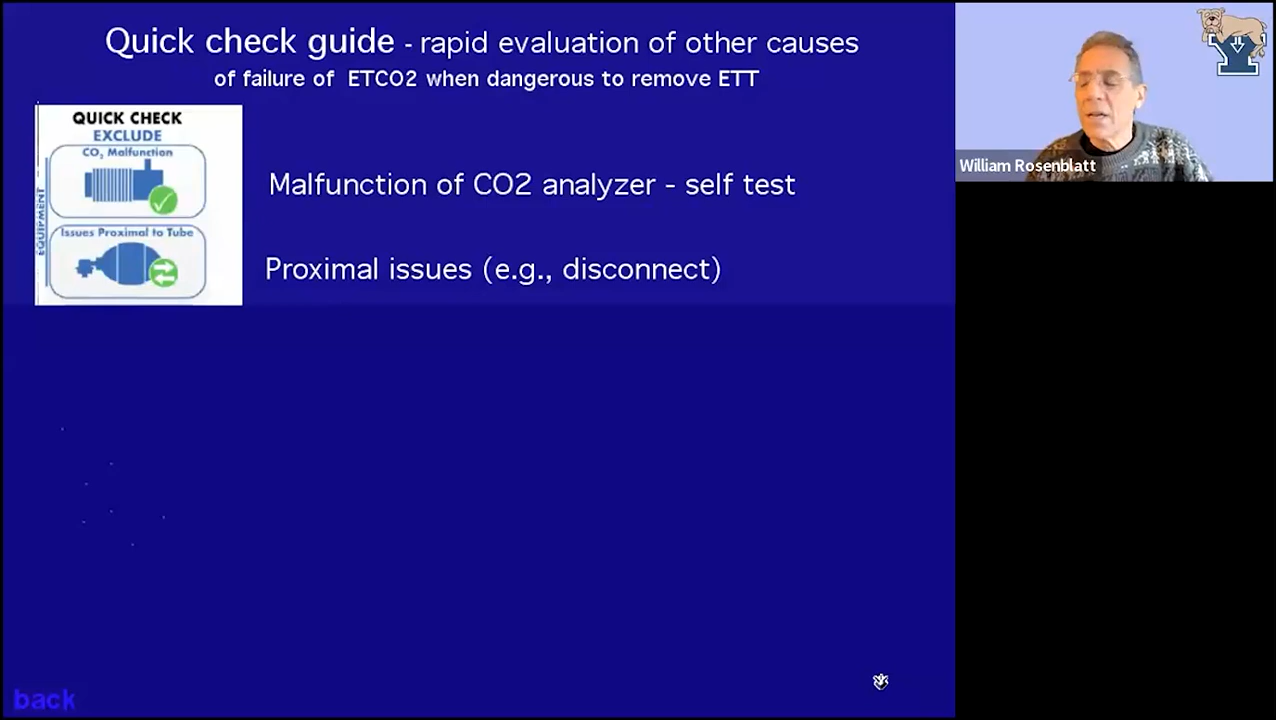 Quick check guide - rapid evaluation of other causes
of failure of ETCO2 when dangerous to remove ETT
QUICK CHECK
EXCLUDE
CO2 Malfunction
EQUIPMENT
Issues Proximal to Tube
Malfunction of CO2 analyzer - self test
Proximal issues (e.g., disconnect)
William Rosenblatt
Y
back